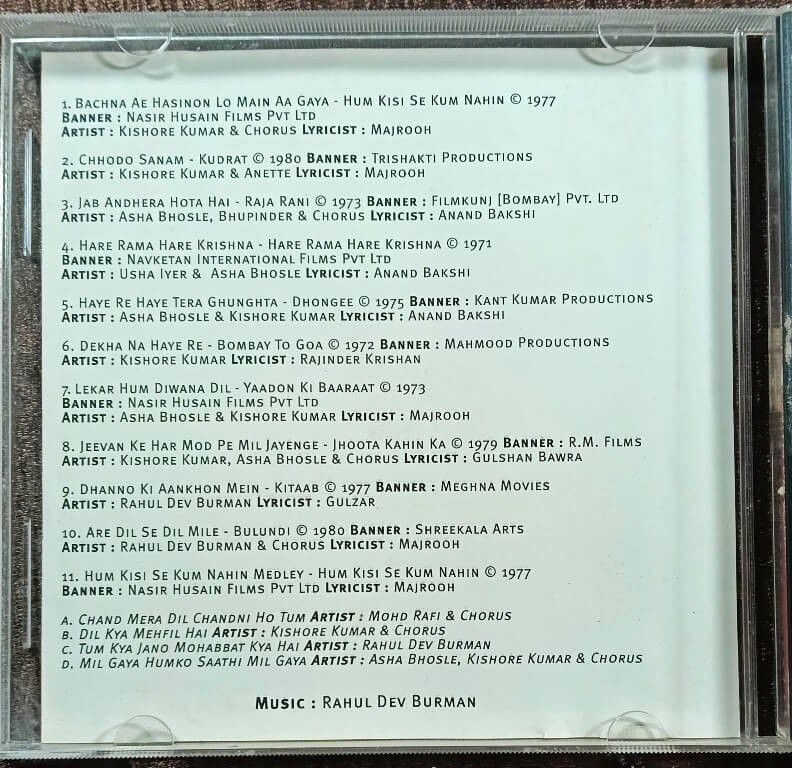 1. Bachna Ae Hasinon Lo Main Aa Gaya - Hum Kisi Se Kum Nahin © 1977
Banner : Nasir Husain Films Pvt Ltd
Artist : Kishore Kumar & Chorus Lyricist : Majrooh
2. Chhodo Sanam - Kudrat © 1980 Banner : Trishakti Productions
Artist : Kishore Kumar & Anette Lyricist : Majrooh
3. Jab Andhera Hota Hai - Raja Rani © 1973 Banner : Filmkunj [Bombay] Pvt. Ltd
Artist : Asha Bhosle, Bhupinder & Chorus Lyricist : Anand Bakshi
4. Hare Rama Hare Krishna - Hare Rama Hare Krishna © 1971
Banner : Navketan International Films Pvt Ltd
Artist : Usha Iyer & Asha Bhosle Lyricist : Anand Bakshi
5. Haye Re Haye Tera Ghunghta - Dhongee © 1975 Banner : Kant Kumar Productions
Artist : Asha Bhosle & Kishore Kumar Lyricist : Anand Bakshi
6. Dekha Na Haye Re - Bombay To Goa © 1972 Banner : Mahmood Productions
Artist : Kishore Kumar Lyricist : Rajinder Krishan
7. Lekar Hum Diwana Dil - Yaadon Ki Baaraat © 1973
Banner : Nasir Husain Films Pvt Ltd
Artist : Asha Bhosle & Kishore Kumar Lyricist : Majrooh
8. Jeevan Ke Har Mod Pe Mil Jayenge - Jhoota Kahin Ka © 1979 Banner : R.M. Films
Artist : Kishore Kumar, Asha Bhosle & Chorus Lyricist : Gulshan Bawra
9. Dhanno Ki Aankhon Mein - Kitaab © 1977 Banner : Meghna Movies
Artist : Rahul Dev Burman Lyricist : Gulzar
10. Are Dil Se Dil Mile - Bulundi © 1980 Banner : Shreekala Arts
Artist : Rahul Dev Burman & Chorus Lyricist : Majrooh
11. Hum Kisi Se Kum Nahin Medley - Hum Kisi Se Kum Nahin © 1977
Banner : Nasir Husain Films Pvt Ltd Lyricist : Majrooh
A. Chand Mera Dil Chandni Ho Tum Artist : Mohd Rafi & Chorus
B. Dil Kya Mehfil Hai Artist : Kishore Kumar & Chorus
C. Tum Kya Jano Mohabbat Kya Hai Artist : Rahul Dev Burman
D. Mil Gaya Humko Saathi Mil Gaya Artist : Asha Bhosle, Kishore Kumar & Chorus
Music : Rahul Dev Burman